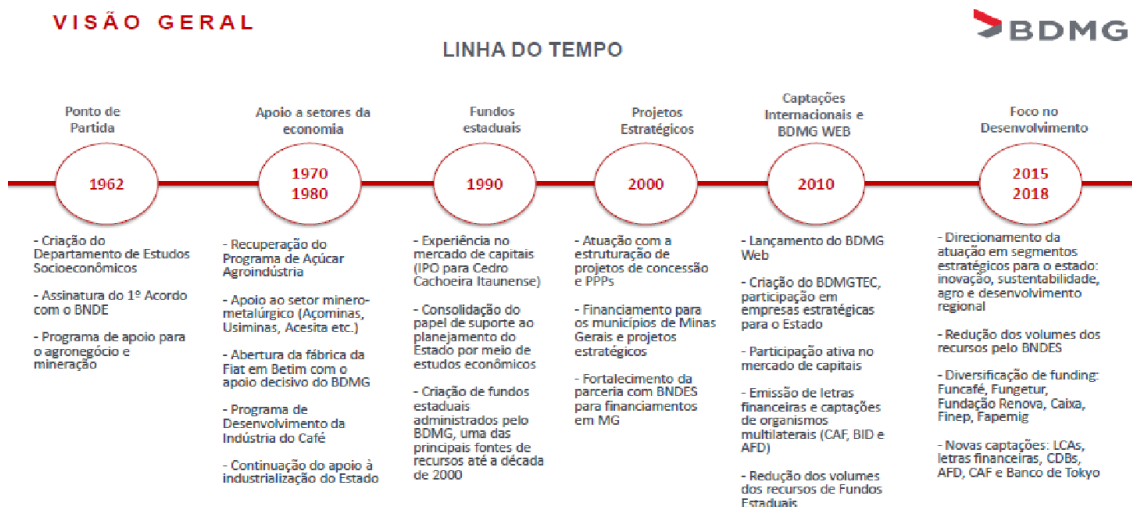 VISÃO GERAL
BDMG
LINHA DO TEMPO
Ponto de
Partida
1962
- Criação do
Departamento de Estudos
Socioeconômicos
- Assinatura do 1º Acordo
com o BNDE
- Programa de apoio para
o agronegócio e
mineração
Apoio a setores da
economia
1970
1980
- Recuperação do
Programa de Açúcar
Agroindústria
- Apoio ao setor minero-
metalúrgico (Açominas,
Usiminas, Acesita etc.)
- Abertura da fábrica da
Fiat em Betim com o
apoio decisivo do BDMG
- Programa de
Desenvolvimento da
Indústria do Café
- Continuação do apoio à
industrialização do Estado
Fundos
estaduais
1990
- Experiência no
mercado de capitais
(IPO para Cedro
Cachoeira Itaunense)
- Consolidação do
papel de suporte ao
planejamento do
Estado por meio de
estudos econômicos
- Criação de fundos
estaduais
administrados pelo
BDMG, uma das
principais fontes de
recursos até a década
de 2000
Projetos
Estratégicos
2000
- Atuação com a
estruturação de
projetos de concessão
e PPPs
- Financiamento para
os municípios de Minas
Gerais e projetos
estratégicos
- Fortalecimento da
parceria com BNDES
para financiamentos
em MG
Captações
Internacionais e
BDMG WEB
2010
- Lançamento do BDMG
Web
- Criação do BDMGTEC,
participação em
empresas estratégicas
para o Estado
- Participação ativa no
mercado de capitais
- Emissão de letras
financeiras e captações
de organismos
multilaterais (CAF, BID e
AFD)
- Redução dos volumes
dos recursos de Fundos
Estaduais
Foco no
Desenvolvimento
2015
2018
- Direcionamento da
atuação em segmentos
estratégicos para o estado:
inovação, sustentabilidade,
agro e desenvolvimento
regional
- Redução dos volumes dos
recursos pelo BNDES
- Diversificação de funding:
Funcafé, Fungetur,
Fundação Renova, Caixa,
Finep, Fapemig
- Novas captações: LCAs,
letras financeiras, CDBs,
AFD, CAF e Banco de Tokyo